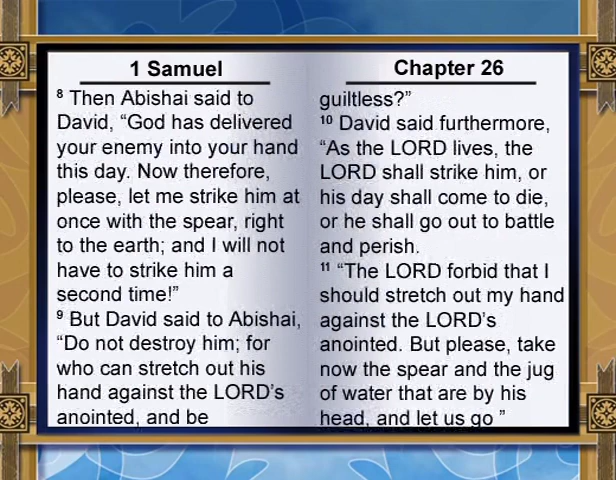 1 Samuel
⁸ Then Abishai said to
David, “God has delivered
your enemy into your hand
this day. Now therefore,
please, let me strike him at
once with the spear, right
to the earth; and I will not
have to strike him a
second time!”
⁹ But David said to Abishai,
“Do not destroy him; for
who can stretch out his
hand against the LORD’s
anointed, and be
Chapter 26
guiltless?”
¹⁰ David said furthermore,
“As the LORD lives, the
LORD shall strike him, or
his day shall come to die,
or he shall go out to battle
and perish.
¹¹ “The LORD forbid that I
should stretch out my hand
against the LORD’s
anointed. But please, take
now the spear and the jug
of water that are by his
head, and let us go ”